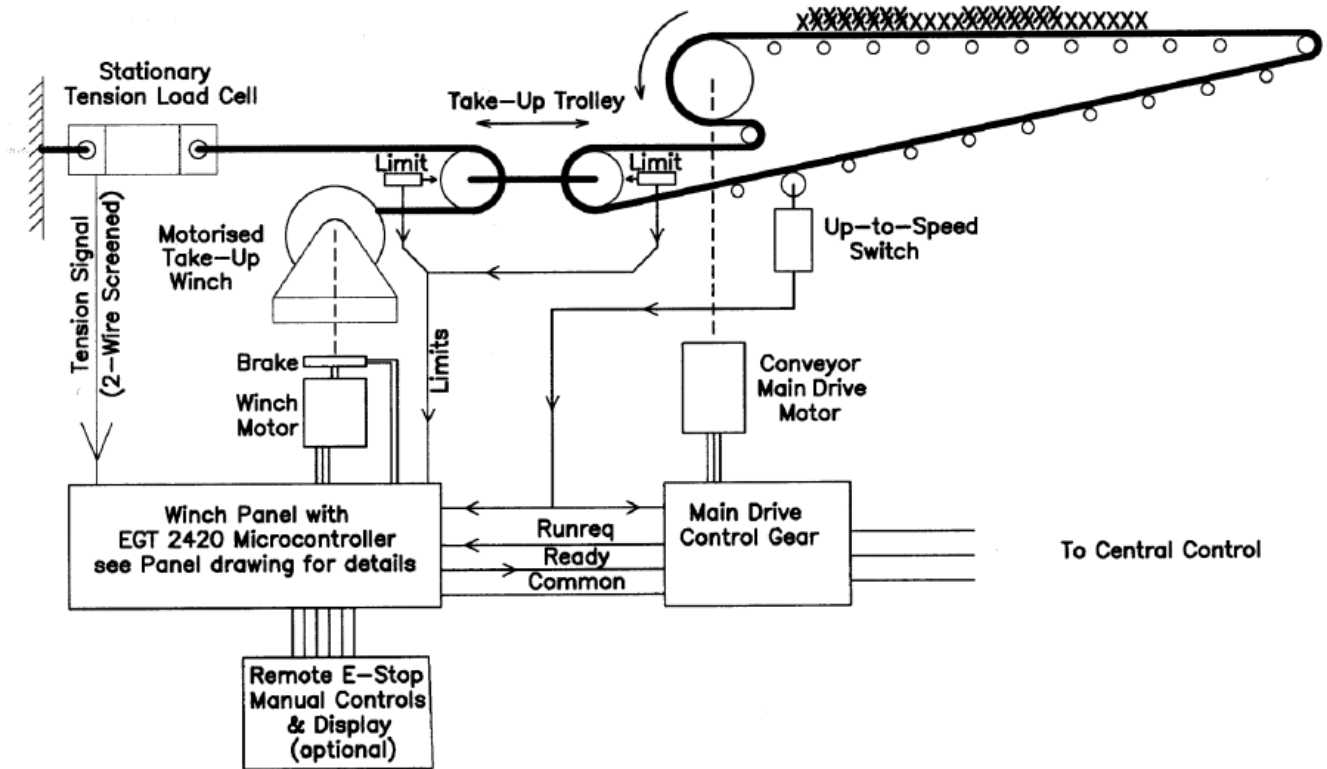 XXXXXXXXXXXXXXXXXXXXXXXXXXX
Stationary
Tension Load Cell
Take-Up Trolley
Limit
Limit
Motorised
Take-Up
Winch
Up-to-Speed
Switch
Tension Signal
(2-Wire Screened)
Limits
Brake
Winch
Motor
Conveyor
Main Drive
Motor
Winch Panel with
EGT 2420 Microcontroller
see Panel drawing for details
Runreq
Ready
Common
Main Drive
Control Gear
To Central Control
Remote E-Stop
Manual Controls
& Display
(optional)